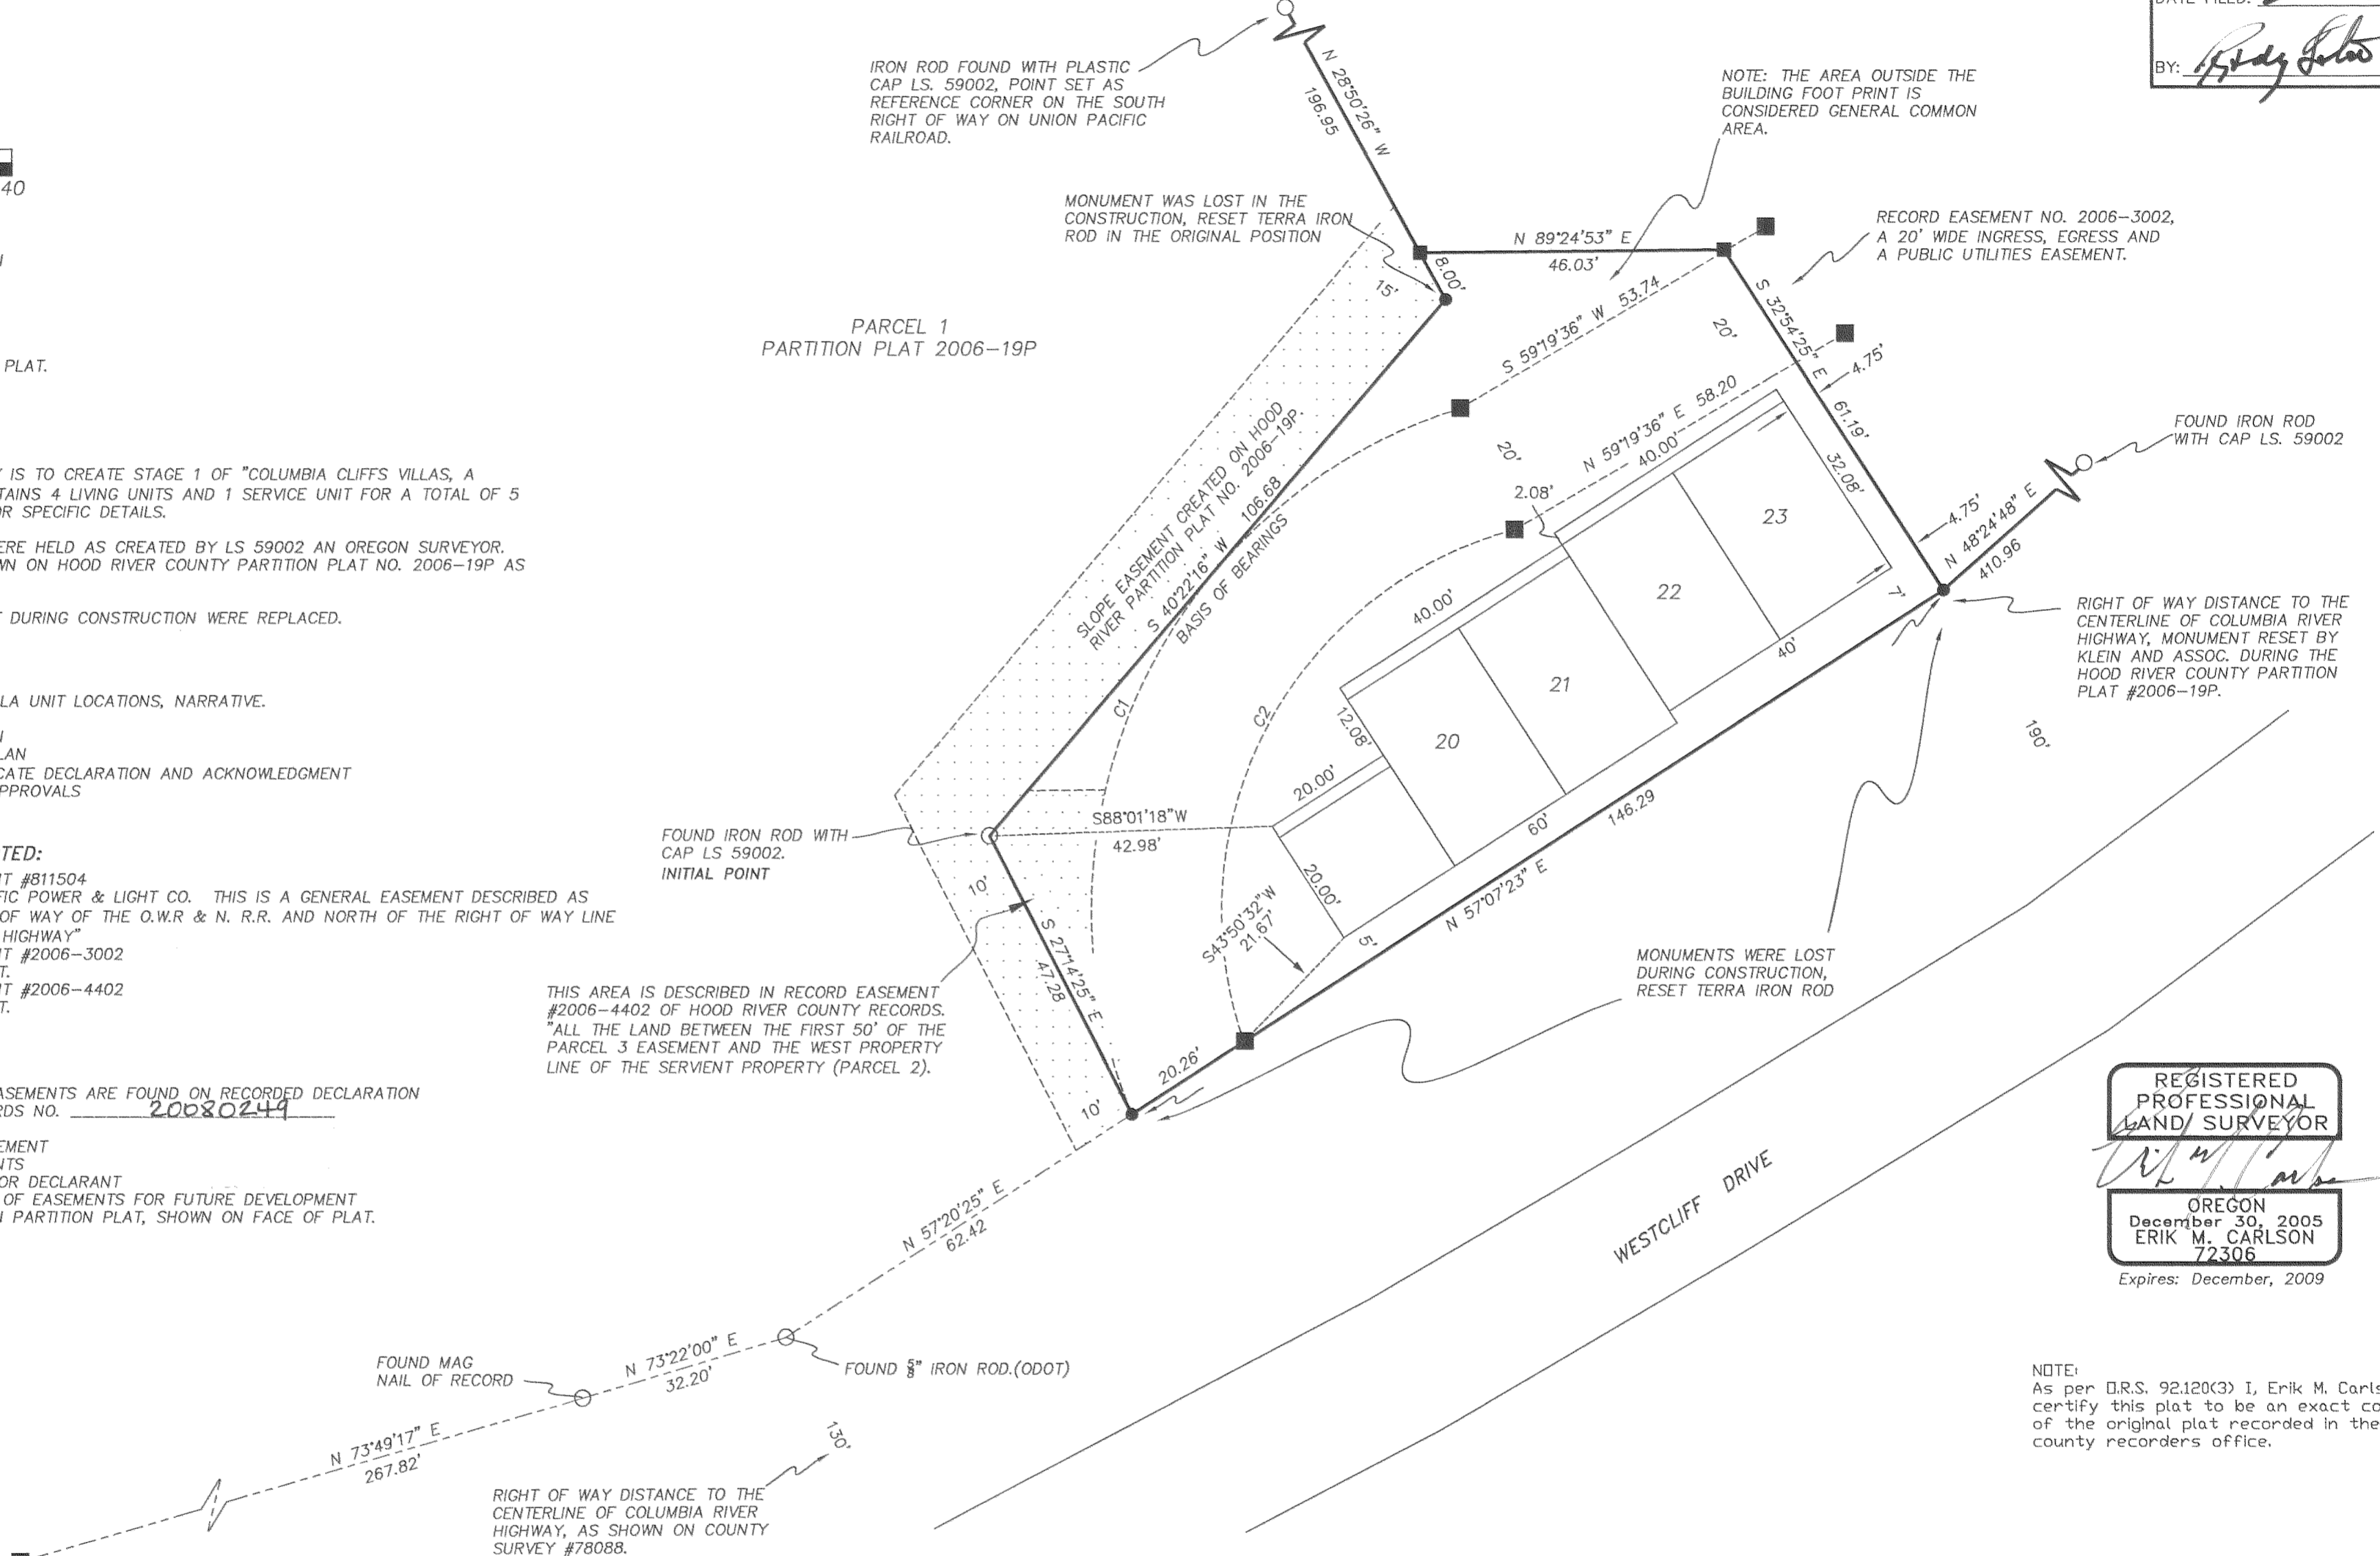 DATE FILED:
BY:
IRON ROD FOUND WITH PLASTIC
CAP LS. 59002, POINT SET AS
REFERENCE CORNER ON THE SOUTH
RIGHT OF WAY ON UNION PACIFIC
RAILROAD.
N 28°50'26" W
196.95
NOTE: THE AREA OUTSIDE THE
BUILDING FOOT PRINT IS
CONSIDERED GENERAL COMMON
AREA.
40
MONUMENT WAS LOST IN THE
CONSTRUCTION, RESET TERRA IRON
ROD IN THE ORIGINAL POSITION
N 89°24'53" E
46.03'
8.00'
15'
RECORD EASEMENT NO. 2006-3002,
A 20' WIDE INGRESS, EGRESS AND
A PUBLIC UTILITIES EASEMENT.
PARCEL 1
PARTITION PLAT 2006-19P
S 59°19'36" W 53.74
20'
S 32°54'25" E
61.19'
4.75'
PLAT.
N 59°19'36" E 58.20
40.00'
20'
2.08'
32.08'
23
22
21
20
FOUND IRON ROD
WITH CAP LS. 59002
4.75'
N 48°24'48" E
410.96
7'
IS TO CREATE STAGE 1 OF "COLUMBIA CLIFFS VILLAS, A
TAINS 4 LIVING UNITS AND 1 SERVICE UNIT FOR A TOTAL OF 5
OR SPECIFIC DETAILS.
ERE HELD AS CREATED BY LS 59002 AN OREGON SURVEYOR.
WN ON HOOD RIVER COUNTY PARTITION PLAT NO. 2006-19P AS
DURING CONSTRUCTION WERE REPLACED.
SLOPE EASEMENT CREATED ON HOOD
RIVER PARTITION PLAT NO. 2006-19P.
S 40°22'16" W 106.68
BASIS OF BEARINGS
C1
C2
40.00'
12.08'
20.00'
20.00'
40'
60'
RIGHT OF WAY DISTANCE TO THE
CENTERLINE OF COLUMBIA RIVER
HIGHWAY, MONUMENT RESET BY
KLEIN AND ASSOC. DURING THE
HOOD RIVER COUNTY PARTITION
PLAT #2006-19P.
190'
LA UNIT LOCATIONS, NARRATIVE.
LAN
CATE DECLARATION AND ACKNOWLEDGMENT
PPROVALS
FOUND IRON ROD WITH
CAP LS 59002.
INITIAL POINT
S88°01'18"W
42.98'
10'
S 27°14'25" E
47.28
S43°50'32"W
21.67'
5'
N 57°07'23" E
146.29
20.26'
10'
TED:
T #811504
FIC POWER & LIGHT CO. THIS IS A GENERAL EASEMENT DESCRIBED AS
OF WAY OF THE O.W.R & N. R.R. AND NORTH OF THE RIGHT OF WAY LINE
HIGHWAY"
T #2006-3002
T.
T #2006-4402
T.
THIS AREA IS DESCRIBED IN RECORD EASEMENT
#2006-4402 OF HOOD RIVER COUNTY RECORDS.
"ALL THE LAND BETWEEN THE FIRST 50' OF THE
PARCEL 3 EASEMENT AND THE WEST PROPERTY
LINE OF THE SERVIENT PROPERTY (PARCEL 2).
MONUMENTS WERE LOST
DURING CONSTRUCTION,
RESET TERRA IRON ROD
ASEMENTS ARE FOUND ON RECORDED DECLARATION
RDS NO. 20080249
EMENT
NTS
OR DECLARANT
OF EASEMENTS FOR FUTURE DEVELOPMENT
N PARTITION PLAT, SHOWN ON FACE OF PLAT.
REGISTERED
PROFESSIONAL
LAND SURVEYOR
OREGON
December 30, 2005
ERIK M. CARLSON
72306
Expires: December, 2009
N 57°20'25" E
62.42
WESTCLIFF DRIVE
FOUND MAG
NAIL OF RECORD
N 73°22'00" E
32.20'
FOUND 5/8" IRON ROD.(ODOT)
N 73°49'17" E
267.82'
130'
RIGHT OF WAY DISTANCE TO THE
CENTERLINE OF COLUMBIA RIVER
HIGHWAY, AS SHOWN ON COUNTY
SURVEY #78088.
NOTE:
As per O.R.S. 92.120(3) I, Erik M. Carls
certify this plat to be an exact co
of the original plat recorded in the
county recorders office.